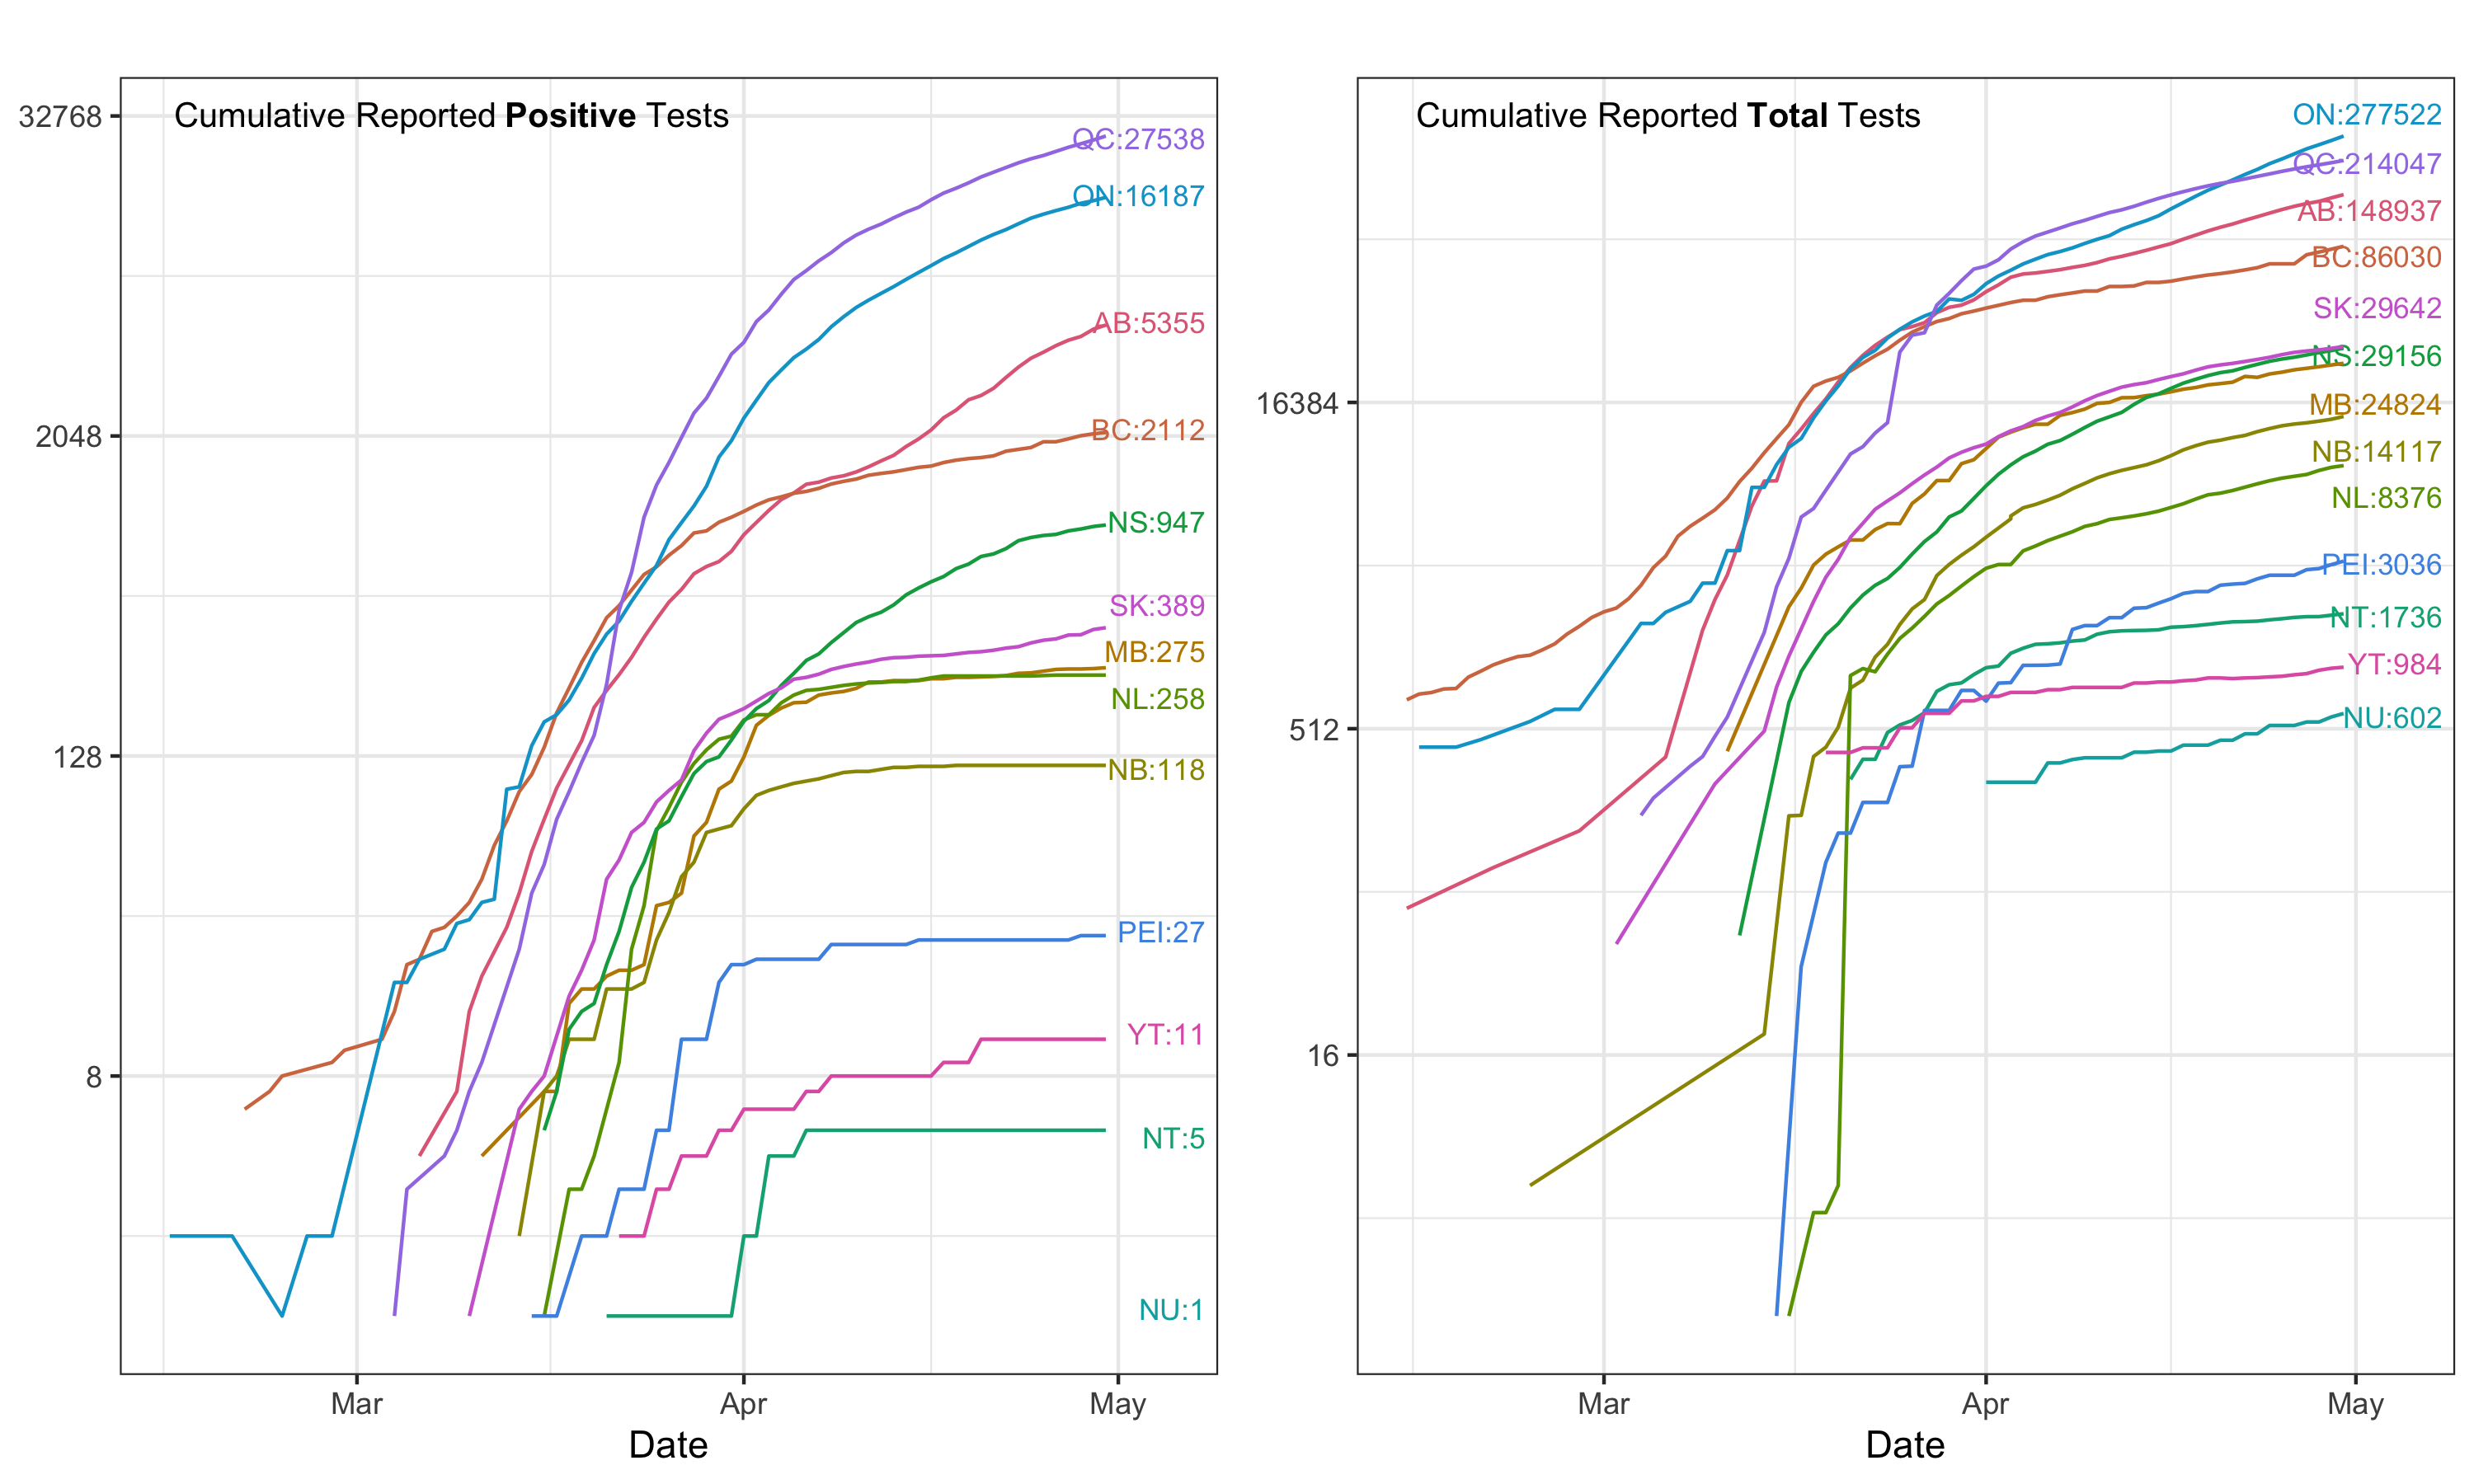 Cumulative Reported Positive Tests
32768
2048
128
8
QC:27538
ON:16187
AB:5355
BC:2112
NS:947
SK:389
MB:275
NL:258
NB:118
PEI:27
YT:11
NT:5
NU:1
Mar
Apr
May
Date
Cumulative Reported Total Tests
16384
512
16
ON:277522
QC:214047
AB:148937
BC:86030
SK:29642
NS:29156
MB:24824
NB:14117
NL:8376
PEI:3036
NT:1736
YT:984
NU:602
Mar
Apr
May
Date